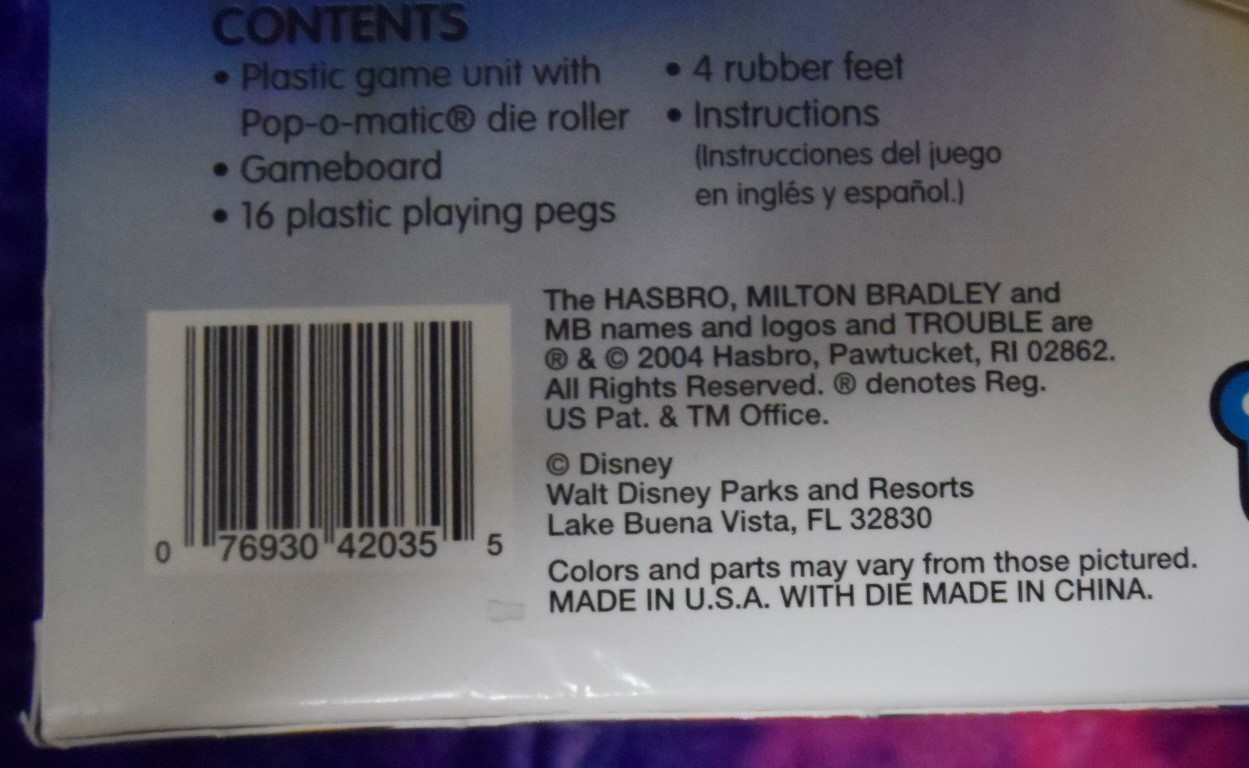 CONTENTS
• Plastic game unit with
Pop-o-matic® die roller
• Gameboard
• 16 plastic playing pegs
• 4 rubber feet
• Instructions
(Instrucciones del juego
en inglés y español.)
0 76930 42035 5
The HASBRO, MILTON BRADLEY and
MB names and logos and TROUBLE are
® & © 2004 Hasbro, Pawtucket, RI 02862.
All Rights Reserved. ® denotes Reg.
US Pat. & TM Office.
© Disney
Walt Disney Parks and Resorts
Lake Buena Vista, FL 32830
Colors and parts may vary from those pictured.
MADE IN U.S.A. WITH DIE MADE IN CHINA.